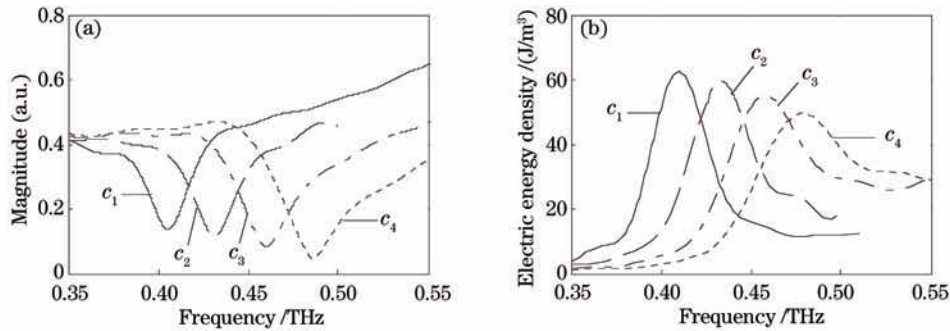 (a)
Magnitude (a.u.)
0.8
0.6
0.4
0.2
0
c1
c2
c3
c4
0.35
0.40
0.45
0.50
0.55
Frequency /THz
(b)
Electric energy density /(J/m³)
80
60
40
20
0
c1
c2
c3
c4
0.35
0.40
0.45
0.50
0.55
Frequency /THz